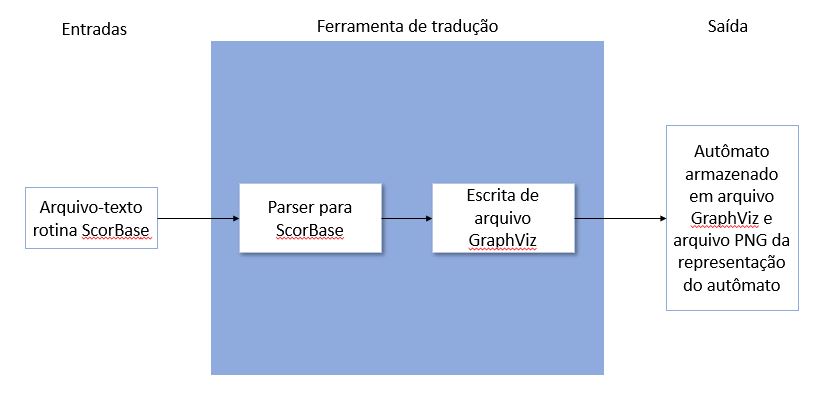 Entradas
Ferramenta de tradução
Saída
Arquivo-texto
rotina ScorBase
Parser para
ScorBase
Escrita de
arquivo
GraphViz
Autômato
armazenado
em arquivo
GraphViz e
arquivo PNG da
representação
do autômato